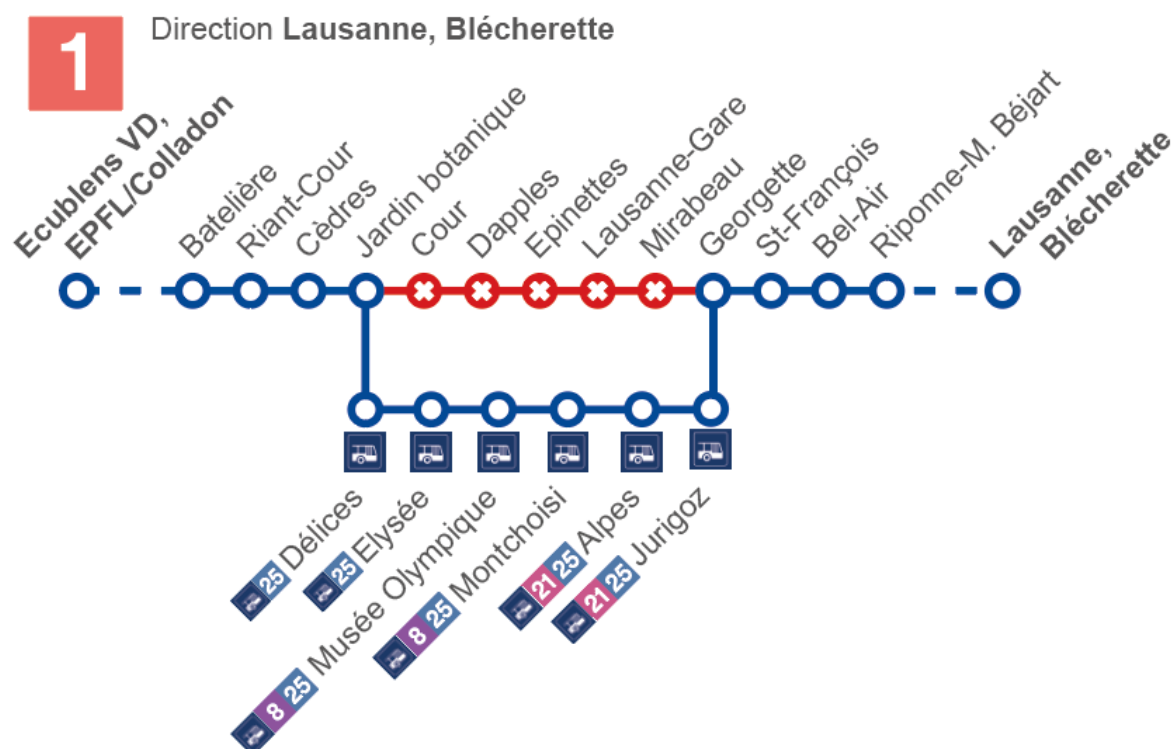 1
Direction Lausanne, Blécherette
Ecublens VD,
EPFL/Colladon
Batelière
Riant-Cour
Cèdres
Jardin botanique
Cour
Dapples
Epinettes
Lausanne-Gare
Mirabeau
Georgette
St-François
Bel-Air
Riponne-M. Béjart
Lausanne,
Blécherette
25 Délices
25 Elysée
8 25 Musée Olympique
8 25 Montchoisi
21 25 Alpes
21 25 Jurigoz